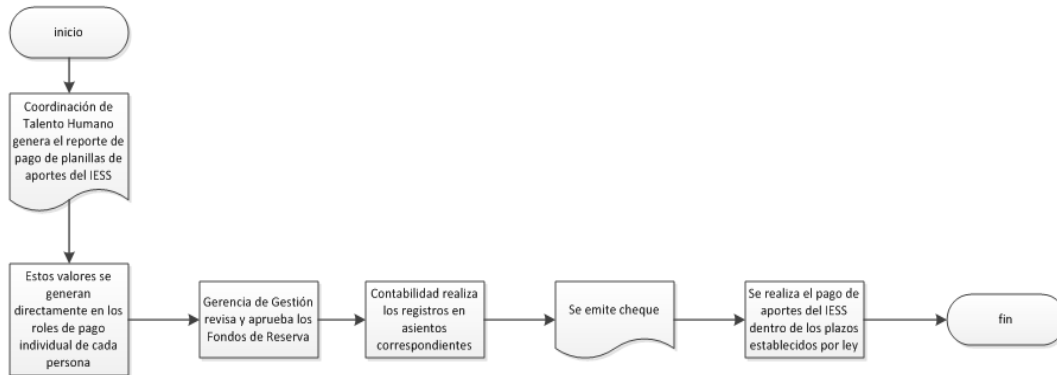 inicio
Coordinación de
Talento Humano
genera el reporte de
pago de planillas de
aportes del IESS
Estos valores se
generan
directamente en los
roles de pago
individual de cada
persona
Gerencia de Gestión
revisa y aprueba los
Fondos de Reserva
Contabilidad realiza
los registros en
asientos
correspondientes
Se emite cheque
Se realiza el pago de
aportes del IESS
dentro de los plazos
establecidos por ley
fin